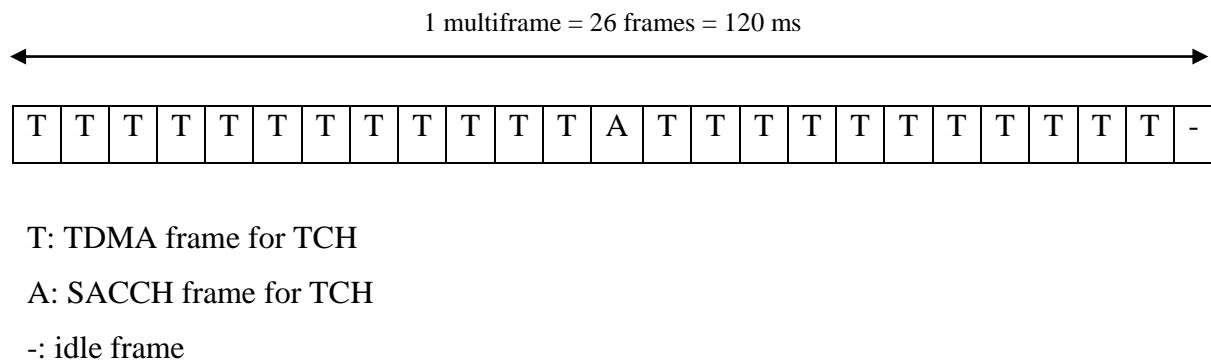 1 multiframe = 26 frames = 120 ms
T T T T T T T T T T T T A T T T T T T T T T T T -
T: TDMA frame for TCH
A: SACCH frame for TCH
-: idle frame